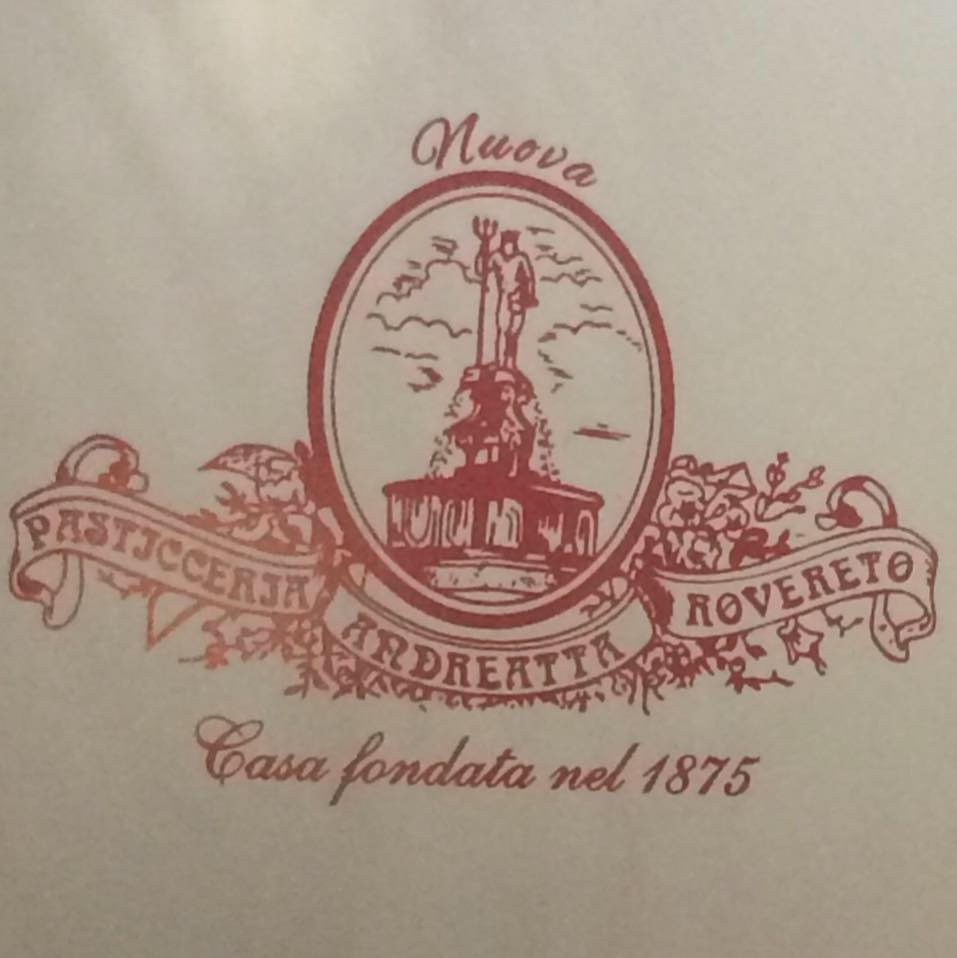 Nuova
PASTICCERIA
ANDREATTA
ROVERETO
Casa fondata nel 1875